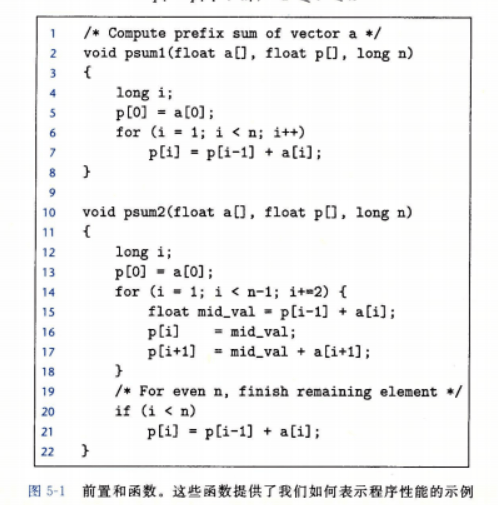 1 /* Compute prefix sum of vector a */
2 void psum1(float a[], float p[], long n)
3 {
4 long i;
5 p[0] = a[0];
6 for (i = 1; i < n; i++)
7 p[i] = p[i-1] + a[i];
8 }
9
10 void psum2(float a[], float p[], long n)
11 {
12 long i;
13 p[0] = a[0];
14 for (i = 1; i < n-1; i+=2) {
15 float mid_val = p[i-1] + a[i];
16 p[i] = mid_val;
17 p[i+1] = mid_val + a[i+1];
18 }
19 /* For even n, finish remaining element */
20 if (i < n)
21 p[i] = p[i-1] + a[i];
22 }
图 5-1 前置和函数。这些函数提供了我们如何表示程序性能的示例